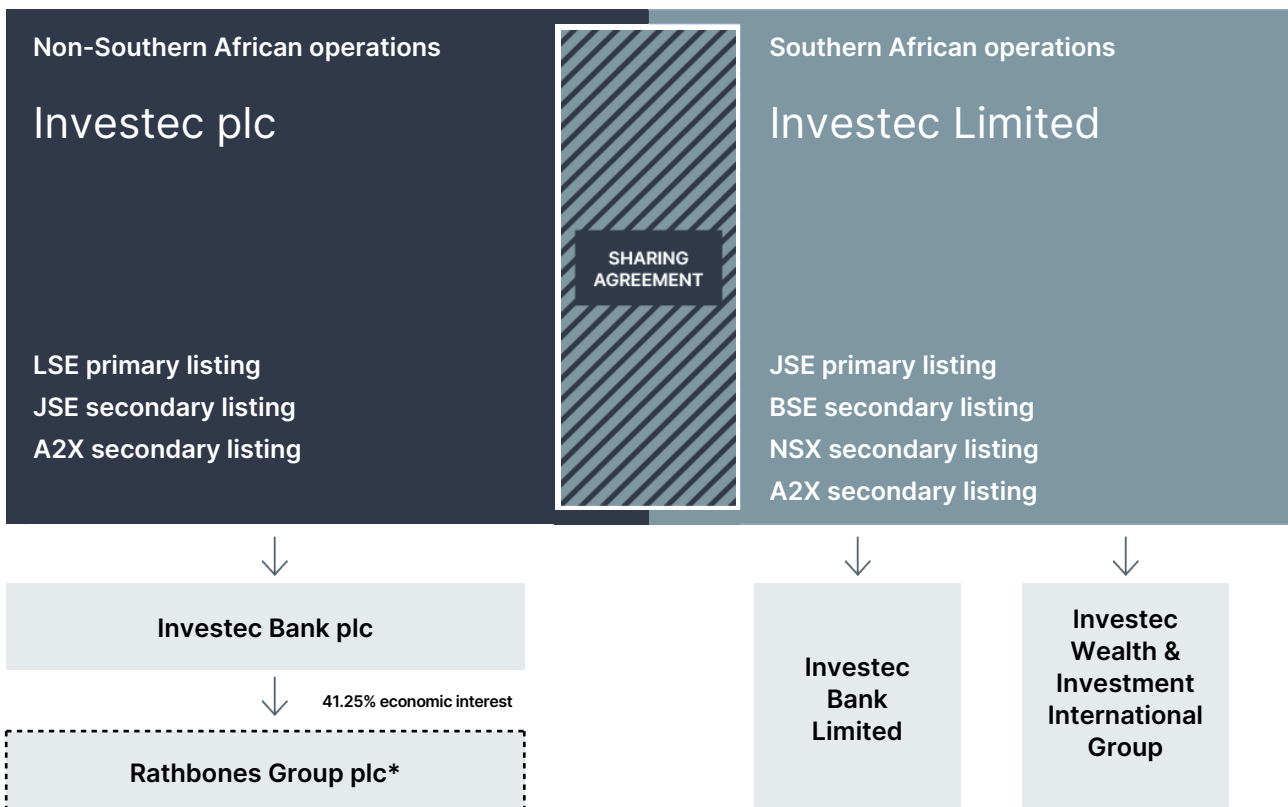 Non-Southern African operations
Investec plc
LSE primary listing
JSE secondary listing
A2X secondary listing
SHARING
AGREEMENT
Southern African operations
Investec Limited
JSE primary listing
BSE secondary listing
NSX secondary listing
A2X secondary listing
Investec Bank plc
41.25% economic interest
Rathbones Group plc*
Investec
Bank
Limited
Investec
Wealth &
Investment
International
Group